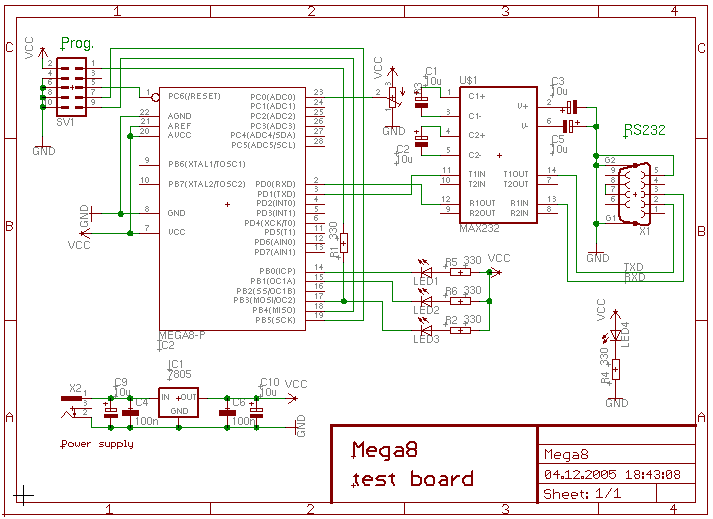 1 2 3 4
C
B
A
C
B
A
1 2 3 4
Prog.
VCC
2 1
4 3
6 5
8 7
10 9
SV1
GND
1 PC6(/RESET)
22 AGND
21 AREF
20 AVCC
9 PB6(XTAL1/TOSC1)
10 PB7(XTAL2/TOSC2)
8 GND
7 VCC
GND
VCC
PC0(ADC0) 23
PC1(ADC1) 24
PC2(ADC2) 25
PC3(ADC3) 26
PC4(ADC4/SDA) 27
PC5(ADC5/SCL) 28
PD0(RXD) 2
PD1(TXD) 3
PD2(INT0) 4
PD3(INT1) 5
PD4(XCK/T0) 6
PD5(T1) 11
PD6(AIN0) 12
PD7(AIN1) 13
PB0(ICP) 14
PB1(OC1A) 15
PB2(SS/OC1B) 16
PB3(MOSI/OC2) 17
PB4(MISO) 18
PB5(SCK) 19
MEGA8-P
IC2
R1 330
VCC
2
3
1
GND
C1
10u
C2
10u
U$1
1 C1+
3 C1-
4 C2+
5 C2-
11 T1IN
10 T2IN
12 R1OUT
9 R2OUT
V+ 2
V- 6
T1OUT 14
T2OUT 7
R1IN 13
R2IN 8
MAX232
C3
10u
C5
10u
RS232
G2
9 5
8 4
7 3
6 2
1
G1
X1
GND
TXD
RXD
LED1
LED2
LED3
R5 330
R6 330
R2 330
VCC
VCC
LED4
R4 330
GND
X2
1
3
2
C9
10u
C4
100n
IC1
7805
IN OUT
GND
C6
100n
C10
10u
VCC
GND
Power supply
Mega8
test board
Mega8
04.12.2005 18:43:08
Sheet: 1/1